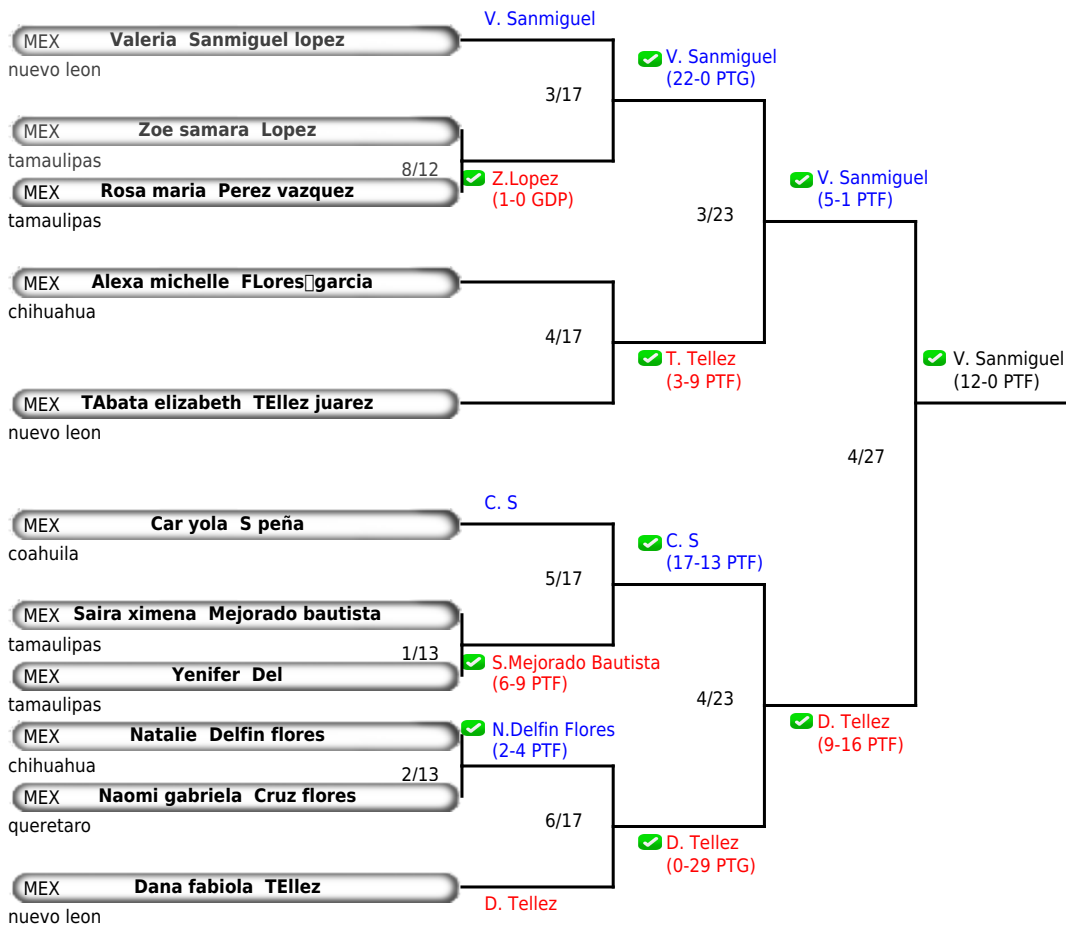 V. Sanmiguel
MEX Valeria Sanmiguel lopez
nuevo leon
V. Sanmiguel
(22-0 PTG)
3/17
MEX Zoe samara Lopez
tamaulipas
8/12
Z.Lopez
(1-0 GDP)
MEX Rosa maria Perez vazquez
tamaulipas
V. Sanmiguel
(5-1 PTF)
3/23
MEX Alexa michelle FLores▯garcia
chihuahua
4/17
T. Tellez
(3-9 PTF)
V. Sanmiguel
(12-0 PTF)
MEX TAbata elizabeth TEllez juarez
nuevo leon
4/27
C. S
MEX Car yola S peña
coahuila
C. S
(17-13 PTF)
5/17
MEX Saira ximena Mejorado bautista
tamaulipas
1/13
S.Mejorado Bautista
(6-9 PTF)
MEX Yenifer Del
tamaulipas
4/23
D. Tellez
(9-16 PTF)
MEX Natalie Delfin flores
chihuahua
N.Delfin Flores
(2-4 PTF)
2/13
MEX Naomi gabriela Cruz flores
queretaro
6/17
D. Tellez
(0-29 PTG)
MEX Dana fabiola TEllez
nuevo leon
D. Tellez